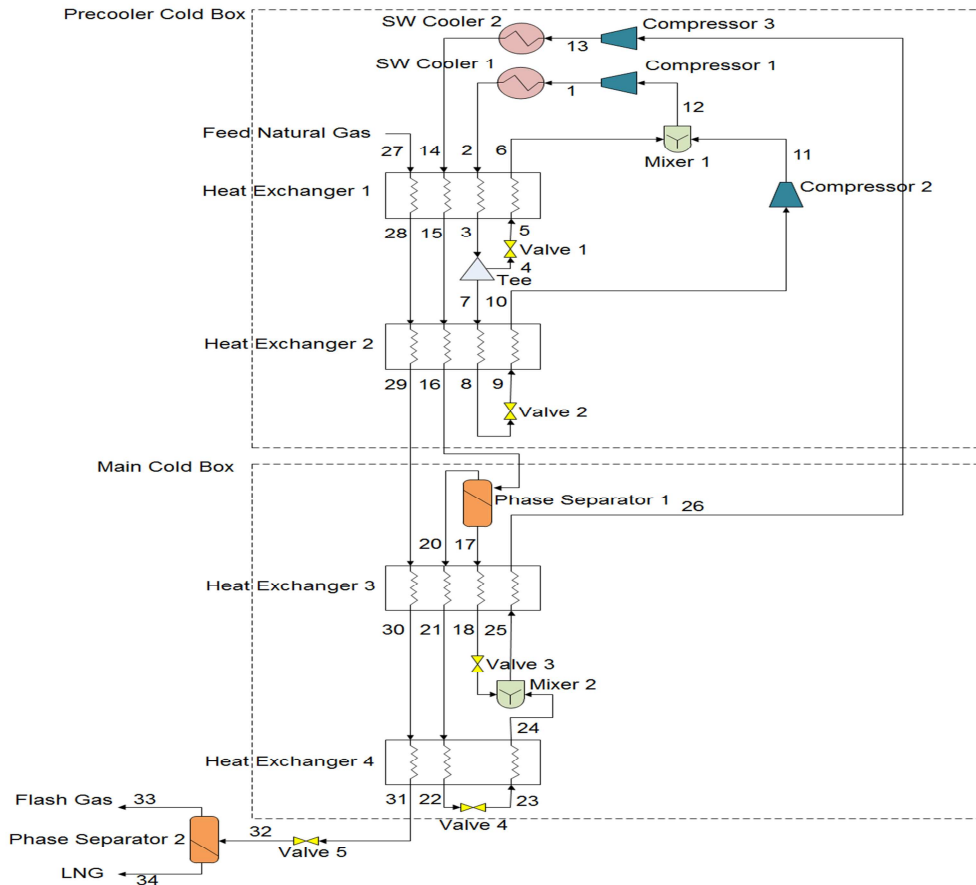 Precooler Cold Box
SW Cooler 2
Compressor 3
13
SW Cooler 1
Compressor 1
1
12
Feed Natural Gas
27
14
2
6
Mixer 1
11
Heat Exchanger 1
Compressor 2
28
15
3
5
Valve 1
4
Tee
7
10
Heat Exchanger 2
29
16
8
9
Valve 2
Main Cold Box
Phase Separator 1
26
20
17
Heat Exchanger 3
30
21
18
25
Valve 3
Mixer 2
24
Heat Exchanger 4
31
22
23
Valve 4
Flash Gas
33
Phase Separator 2
32
Valve 5
LNG
34